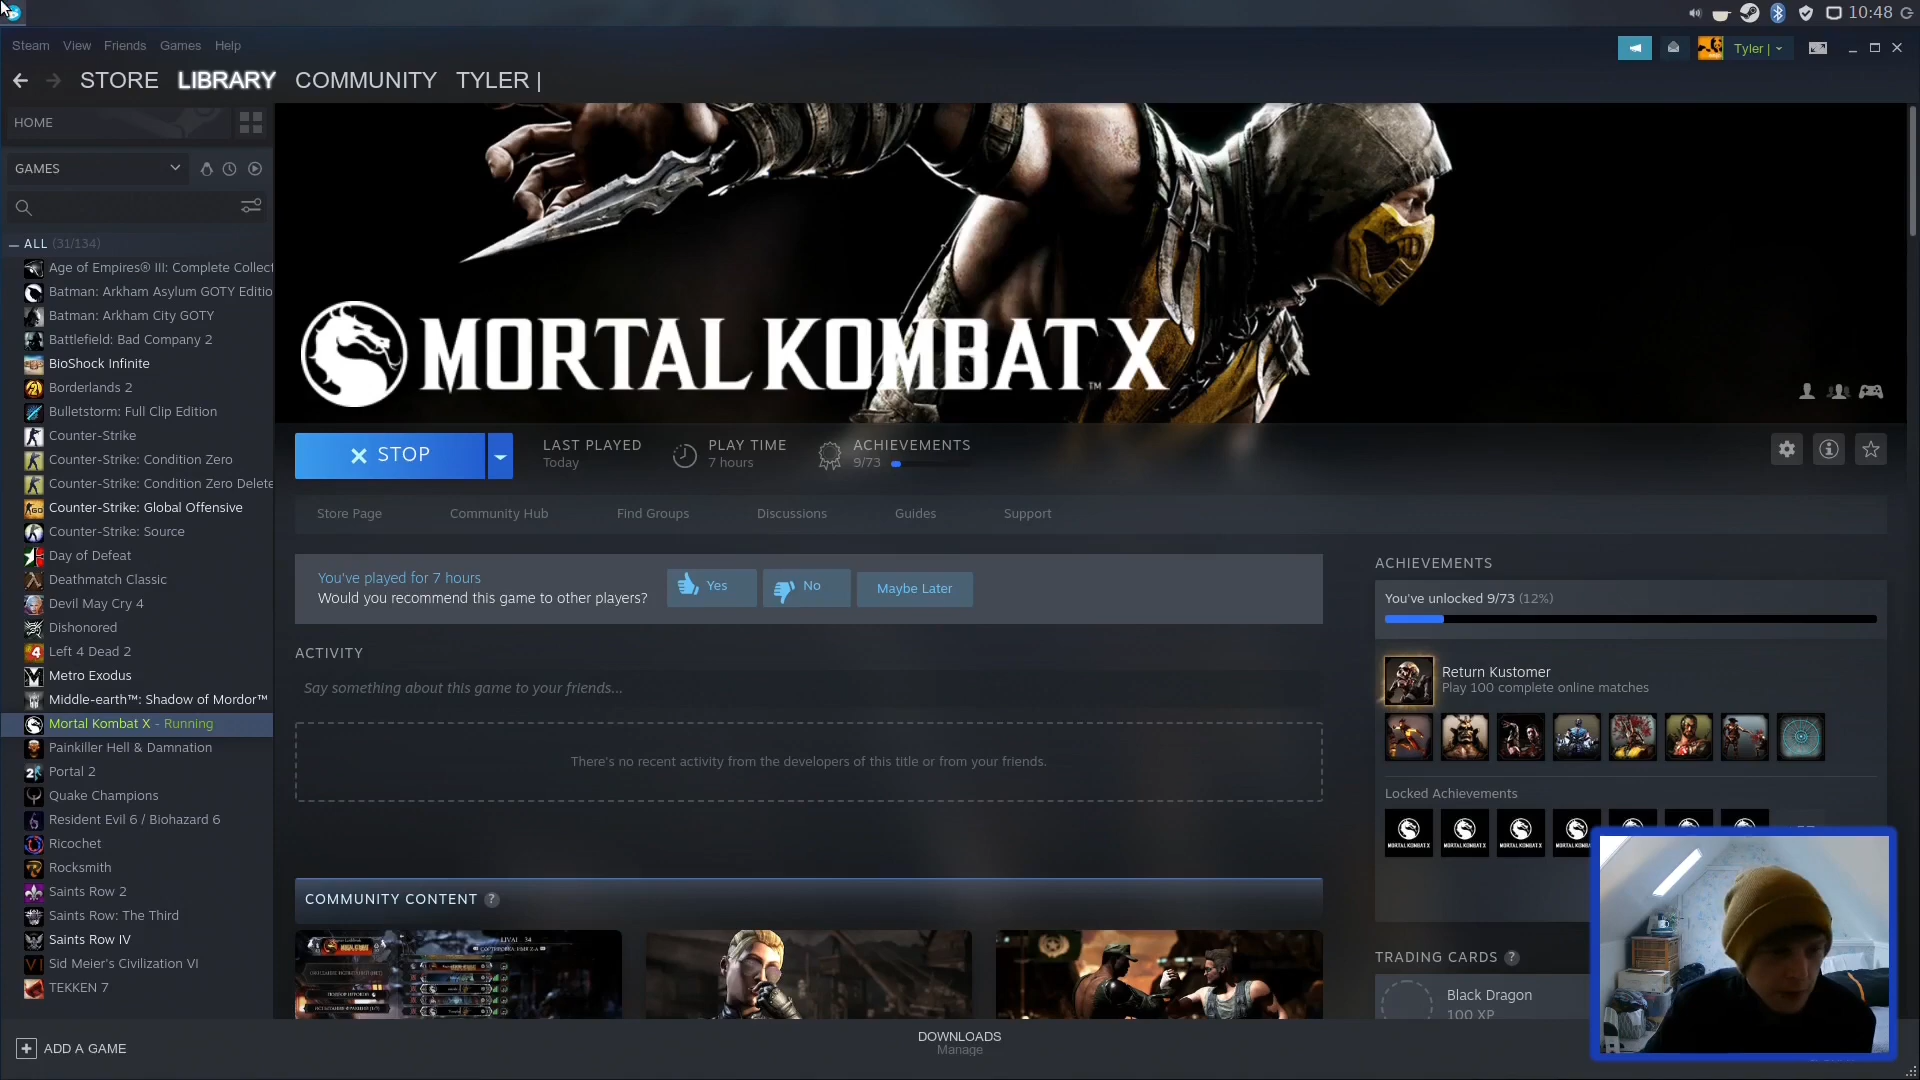 10:48
Steam View Friends Games Help
Tyler |
STORE LIBRARY COMMUNITY TYLER |
HOME
GAMES
ALL (31/134)
Age of Empires® III: Complete Collect
Batman: Arkham Asylum GOTY Editio
Batman: Arkham City GOTY
Battlefield: Bad Company 2
BioShock Infinite
Borderlands 2
Bulletstorm: Full Clip Edition
Counter-Strike
Counter-Strike: Condition Zero
Counter-Strike: Condition Zero Delete
Counter-Strike: Global Offensive
Counter-Strike: Source
Day of Defeat
Deathmatch Classic
Devil May Cry 4
Dishonored
Left 4 Dead 2
Metro Exodus
Middle-earth™: Shadow of Mordor™
Mortal Kombat X - Running
Painkiller Hell & Damnation
Portal 2
Quake Champions
Resident Evil 6 / Biohazard 6
Ricochet
Rocksmith
Saints Row 2
Saints Row: The Third
Saints Row IV
Sid Meier's Civilization VI
TEKKEN 7
ADD A GAME
MORTAL KOMBAT X™
STOP
LAST PLAYED
Today
PLAY TIME
7 hours
ACHIEVEMENTS
9/73
Store Page Community Hub Find Groups Discussions Guides Support
You've played for 7 hours
Would you recommend this game to other players?
Yes No Maybe Later
ACTIVITY
Say something about this game to your friends...
There's no recent activity from the developers of this title or from your friends.
COMMUNITY CONTENT ?
ACHIEVEMENTS
You've unlocked 9/73 (12%)
Return Kustomer
Play 100 complete online matches
Locked Achievements
MORTAL KOMBAT X
MORTAL KOMBAT X
MORTAL KOMBAT X
TRADING CARDS ?
Black Dragon
100 XP
DOWNLOADS
Manage